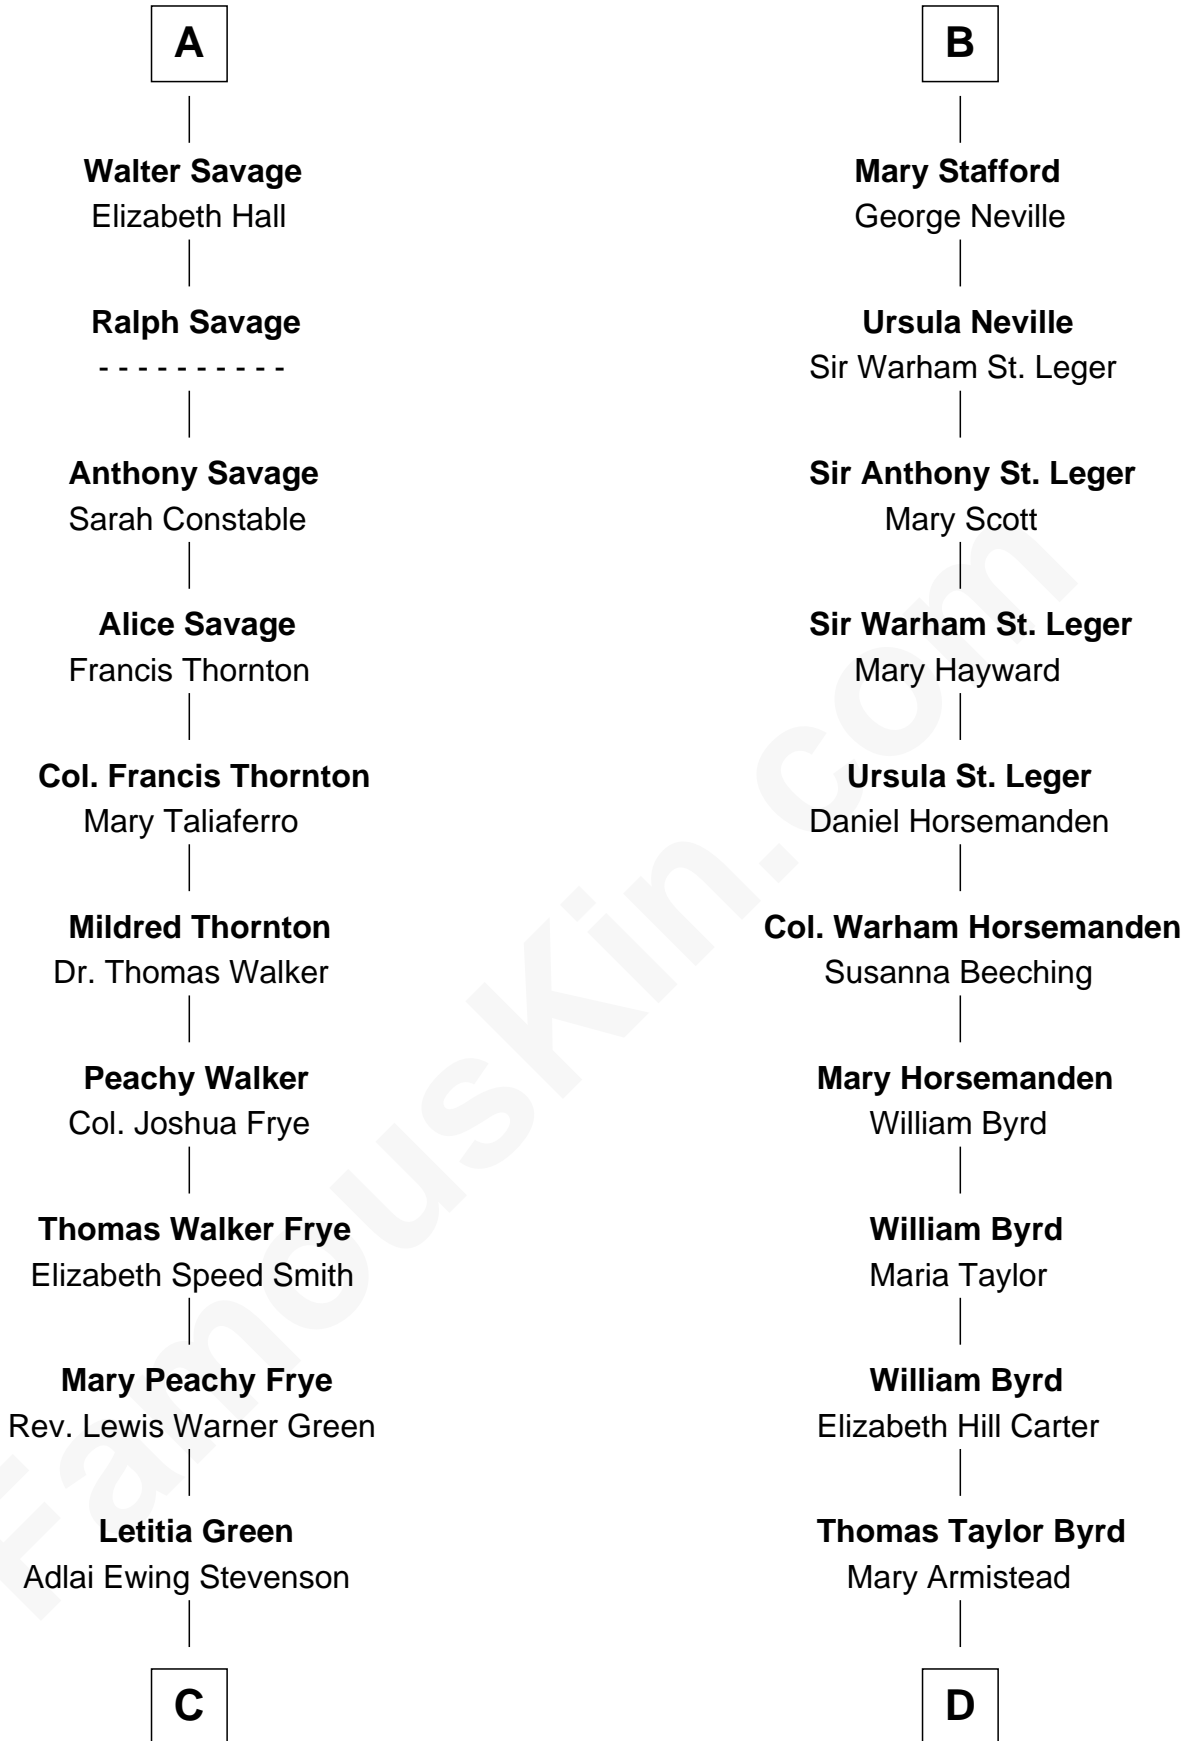 A
Walter Savage
Elizabeth Hall
Ralph Savage
- - - - - - - - - -
Anthony Savage
Sarah Constable
Alice Savage
Francis Thornton
Col. Francis Thornton
Mary Taliaferro
Mildred Thornton
Dr. Thomas Walker
Peachy Walker
Col. Joshua Frye
Thomas Walker Frye
Elizabeth Speed Smith
Mary Peachy Frye
Rev. Lewis Warner Green
Letitia Green
Adlai Ewing Stevenson
C
B
Mary Stafford
George Neville
Ursula Neville
Sir Warham St. Leger
Sir Anthony St. Leger
Mary Scott
Sir Warham St. Leger
Mary Hayward
Ursula St. Leger
Daniel Horsemanden
Col. Warham Horsemanden
Susanna Beeching
Mary Horsemanden
William Byrd
William Byrd
Maria Taylor
William Byrd
Elizabeth Hill Carter
Thomas Taylor Byrd
Mary Armistead
D
FamousKin.com